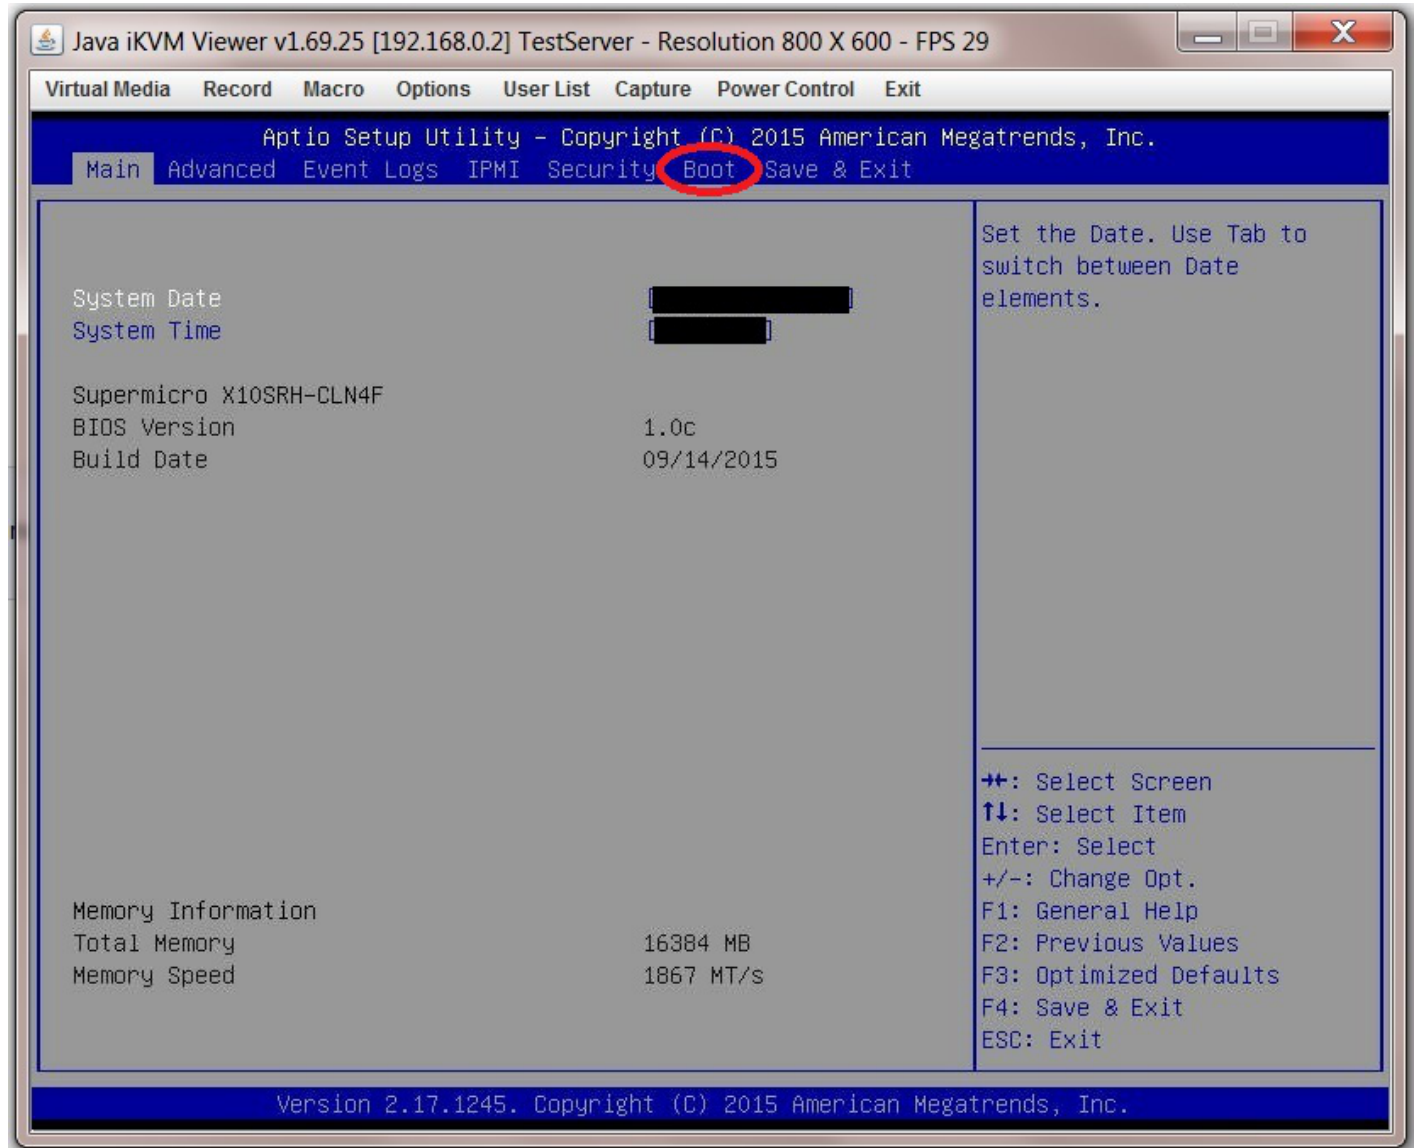 Java iKVM Viewer v1.69.25 [192.168.0.2] TestServer - Resolution 800 X 600 - FPS 29
Virtual Media Record Macro Options User List Capture Power Control Exit
Aptio Setup Utility - Copyright (C) 2015 American Megatrends, Inc.
Main Advanced Event Logs IPMI Security Boot Save & Exit
Set the Date. Use Tab to
switch between Date
elements.
System Date [ ]
System Time [ ]
Supermicro X10SRH-CLN4F
BIOS Version 1.0c
Build Date 09/14/2015
Memory Information
Total Memory 16384 MB
Memory Speed 1867 MT/s
→←: Select Screen
↑↓: Select Item
Enter: Select
+/-: Change Opt.
F1: General Help
F2: Previous Values
F3: Optimized Defaults
F4: Save & Exit
ESC: Exit
Version 2.17.1245. Copyright (C) 2015 American Megatrends, Inc.